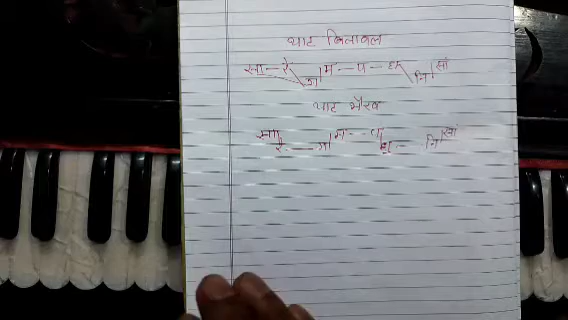 थाट बिलावल
सा - रे ग म - प - ध नि सां
थाट भैरव
सा रे - ग म - प ध - नि सां